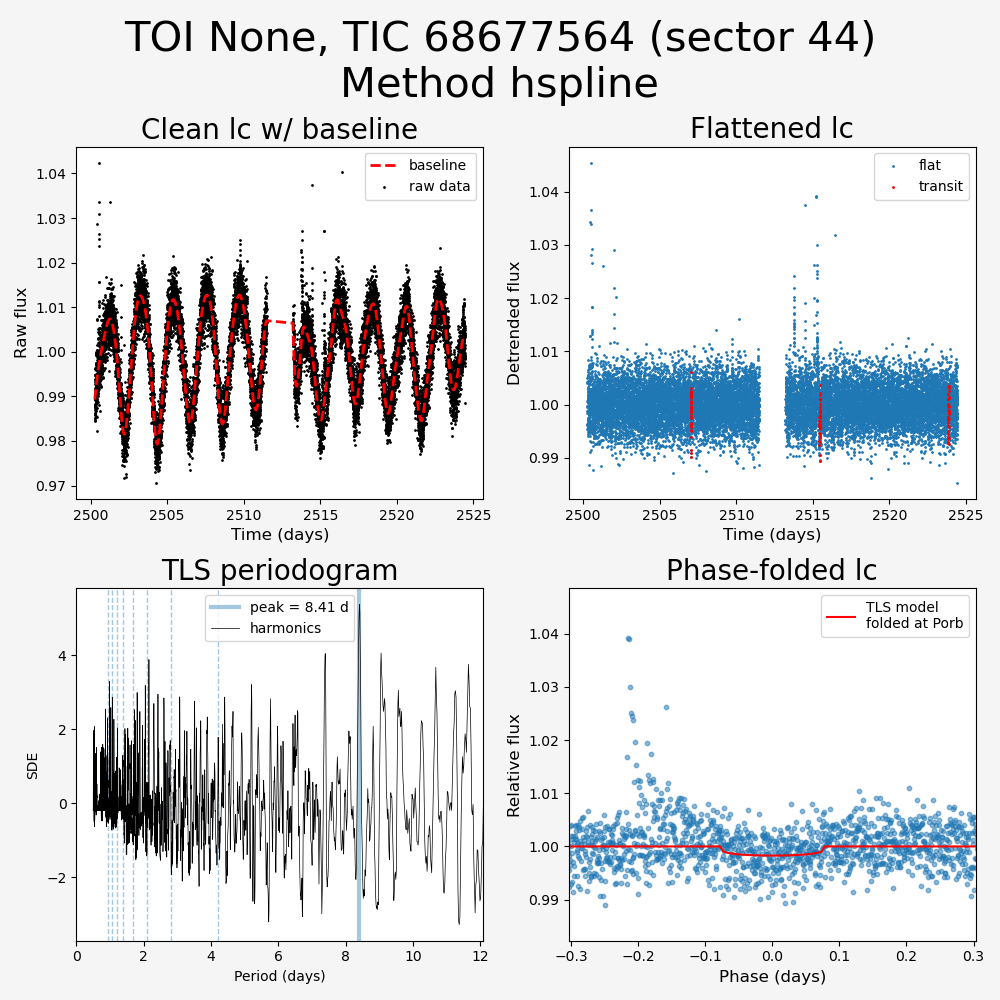 TOI None, TIC 68677564 (sector 44)
Method hspline
Clean lc w/ baseline
Flattened lc
baseline
raw data
flat
transit
1.04
1.03
1.02
1.01
1.00
0.99
0.98
0.97
Raw flux
2500
2505
2510
2515
2520
2525
Time (days)
1.04
1.03
1.02
1.01
1.00
0.99
Detrended flux
2500
2505
2510
2515
2520
2525
Time (days)
TLS periodogram
Phase-folded lc
peak = 8.41 d
harmonics
TLS model
folded at Porb
4
2
0
−2
SDE
0
2
4
6
8
10
12
Period (days)
1.04
1.03
1.02
1.01
1.00
0.99
Relative flux
−0.3
−0.2
−0.1
0.0
0.1
0.2
0.3
Phase (days)